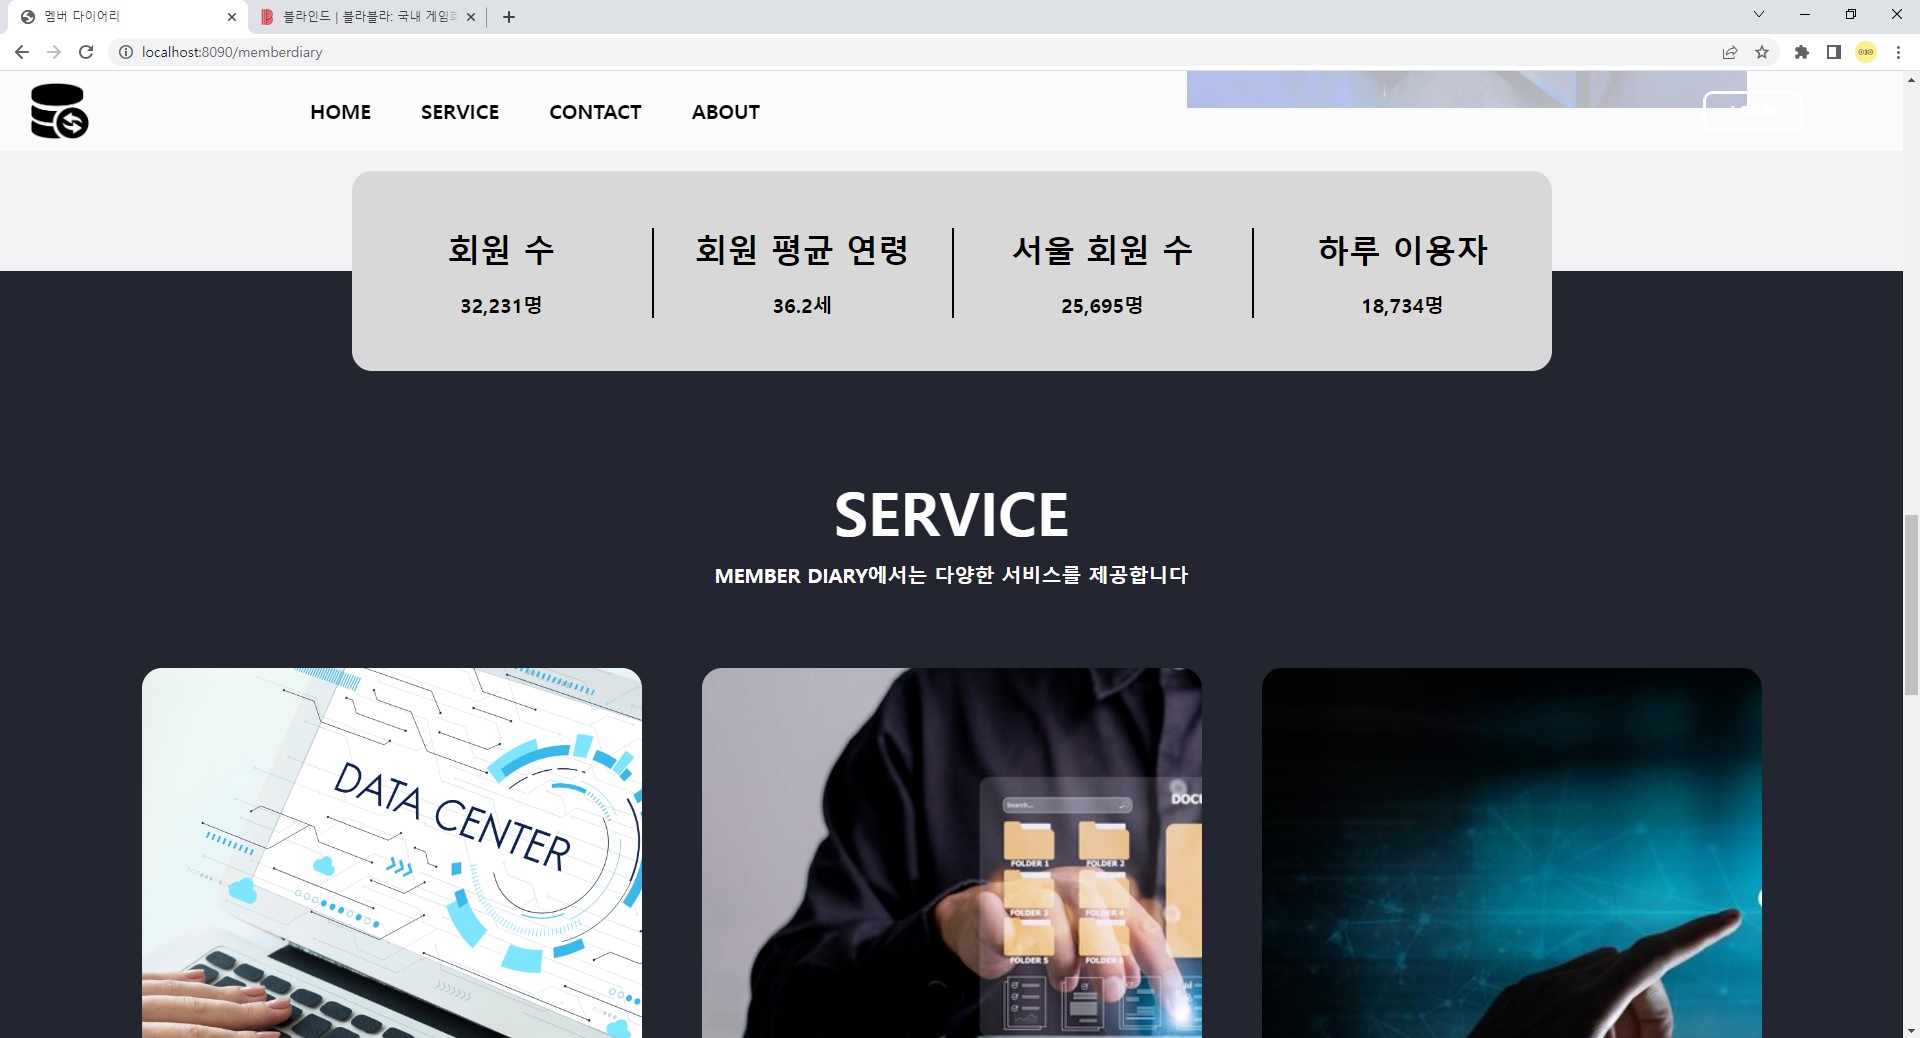 멤버 다이어리
블라인드 | 블라블라: 국내 게임회
localhost:8090/memberdiary
HOME SERVICE CONTACT ABOUT
LOGIN
회원 수 회원 평균 연령 서울 회원 수 하루 이용자
32,231명 36.2세 25,695명 18,734명
SERVICE
MEMBER DIARY에서는 다양한 서비스를 제공합니다
DATA CENTER
Search...
DOCU
FOLDER 1 FOLDER 2
FOLDER 3 FOLDER 4
FOLDER 5 FOLDER 6